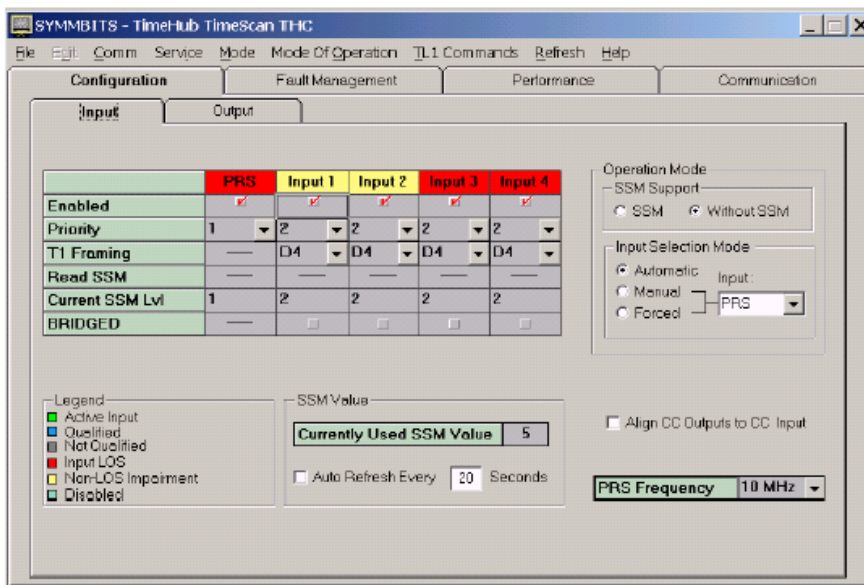 SYMMBITS - TimeHub TimeScan THC
File Edit Comm Service Mode Mode Of Operation TL1 Commands Refresh Help
Configuration Fault Management Performance Communication
Input Output
PRS Input 1 Input 2 Input 3 Input 4
Enabled
Priority 1 2 2 2 2
T1 Framing D4 D4 D4 D4
Read SSM
Current SSM Lvl 1 2 2 2 2
BRIDGED
Operation Mode
SSM Support
SSM Without SSM
Input Selection Mode
Automatic Input:
Manual PRS
Forced
Legend
Active Input
Qualified
Not Qualified
Input LOS
Non-LOS Impairment
Disabled
SSM Value
Currently Used SSM Value 5
Auto Refresh Every 20 Seconds
Align CC Outputs to CC Input
PRS Frequency 10 MHz